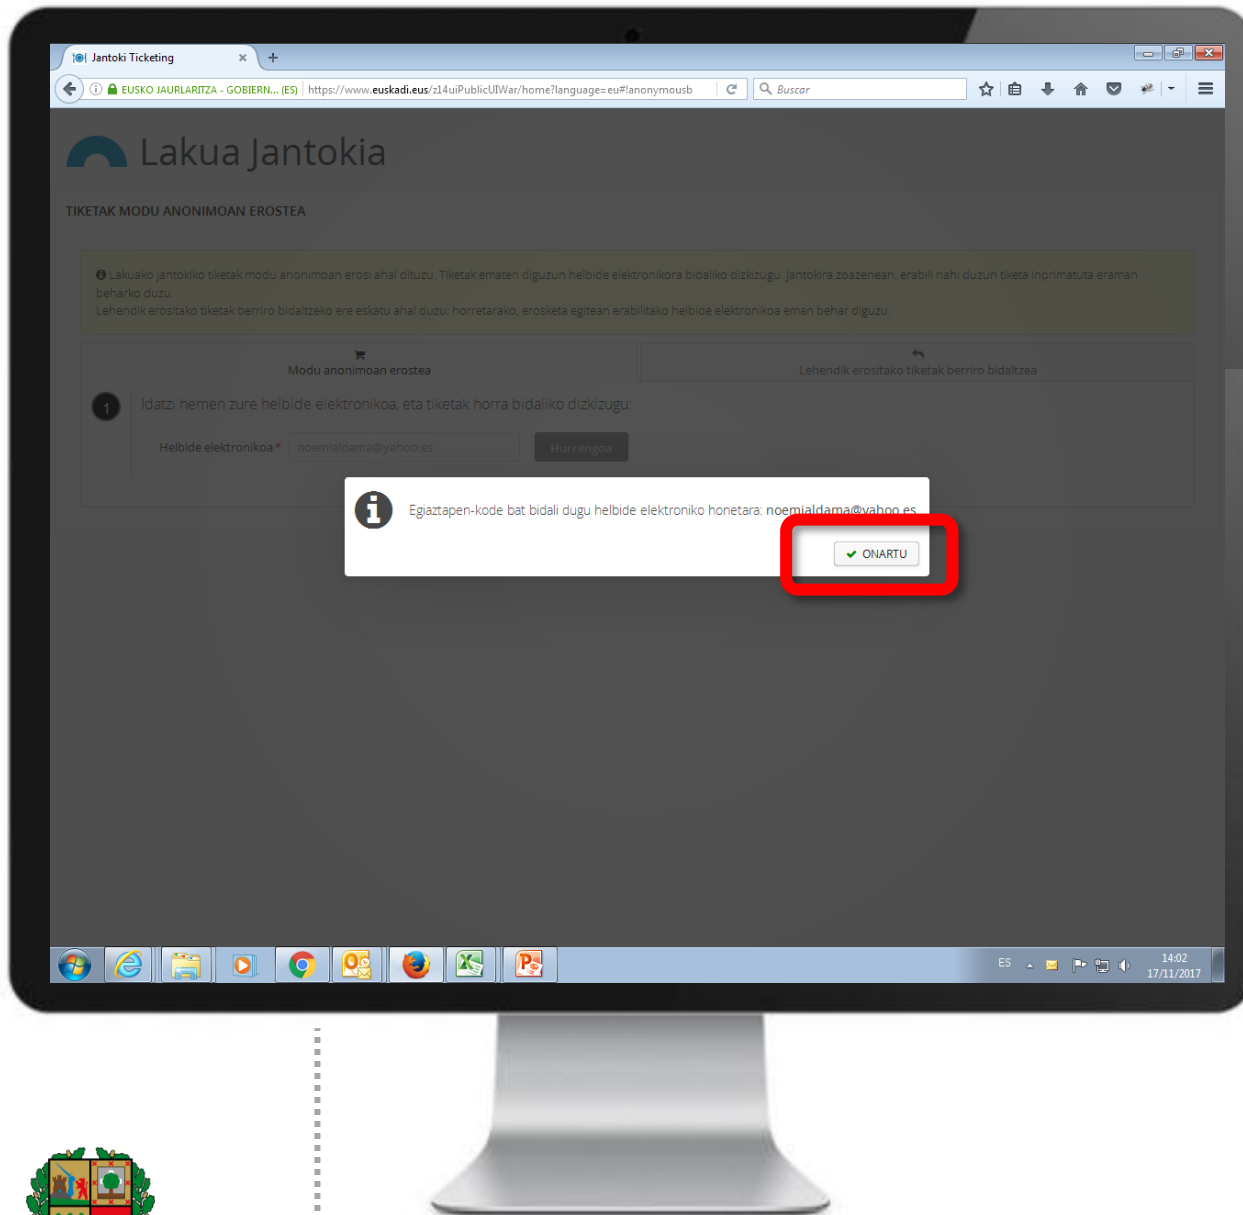 Jantoki Ticketing
EUSKO JAURLARITZA - GOBIERN... (ES) https://www.euskadi.eus/z14uiPublicUIWar/home?language=eu#!anonymousb
Buscar
Lakua Jantokia
TIKETAK MODU ANONIMOAN EROSTEA
Lakuako jantokiko tiketak modu anonimoan erosi ahal dituzu. Tiketak ematen diguzun helbide elektronikora bidaliko dizkizugu. Jantokira zoazenean, erabili nahi duzun tiketa inprimatuta eraman
beharko duzu.
Lehendik erositako tiketak berriro bidaltzeko ere eskatu ahal duzu; horretarako, erosketa egitean erabilitako helbide elektronikoa eman behar diguzu.
Modu anonimoan erostea
Lehendik erositako tiketak berriro bidaltzea
1
Idatzi hemen zure helbide elektronikoa, eta tiketak horra bidaliko dizkizugu:
Helbide elektronikoa * noemialdama@yahoo.es Hurrengoa
Egiaztapen-kode bat bidali dugu helbide elektroniko honetara: noemialdama@yahoo.es
ONARTU
ES
14:02
17/11/2017